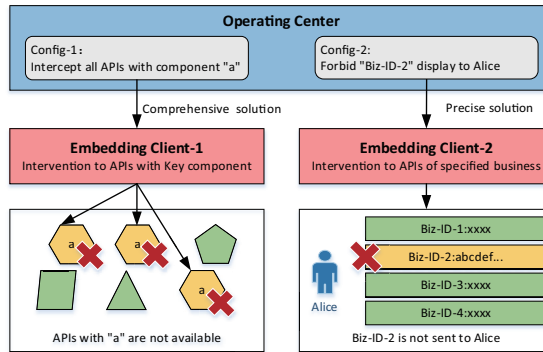 Operating Center
Config-1:
Intercept all APIs with component "a"
Config-2:
Forbid "Biz-ID-2" display to Alice
Comprehensive solution
Precise solution
Embedding Client-1
Intervention to APIs with Key component
Embedding Client-2
Intervention to APIs of specified business
a
a
a
APIs with "a" are not available
Biz-ID-1:xxxx
Biz-ID-2:abcdef...
Biz-ID-3:xxxx
Biz-ID-4:xxxx
Alice
Biz-ID-2 is not sent to Alice